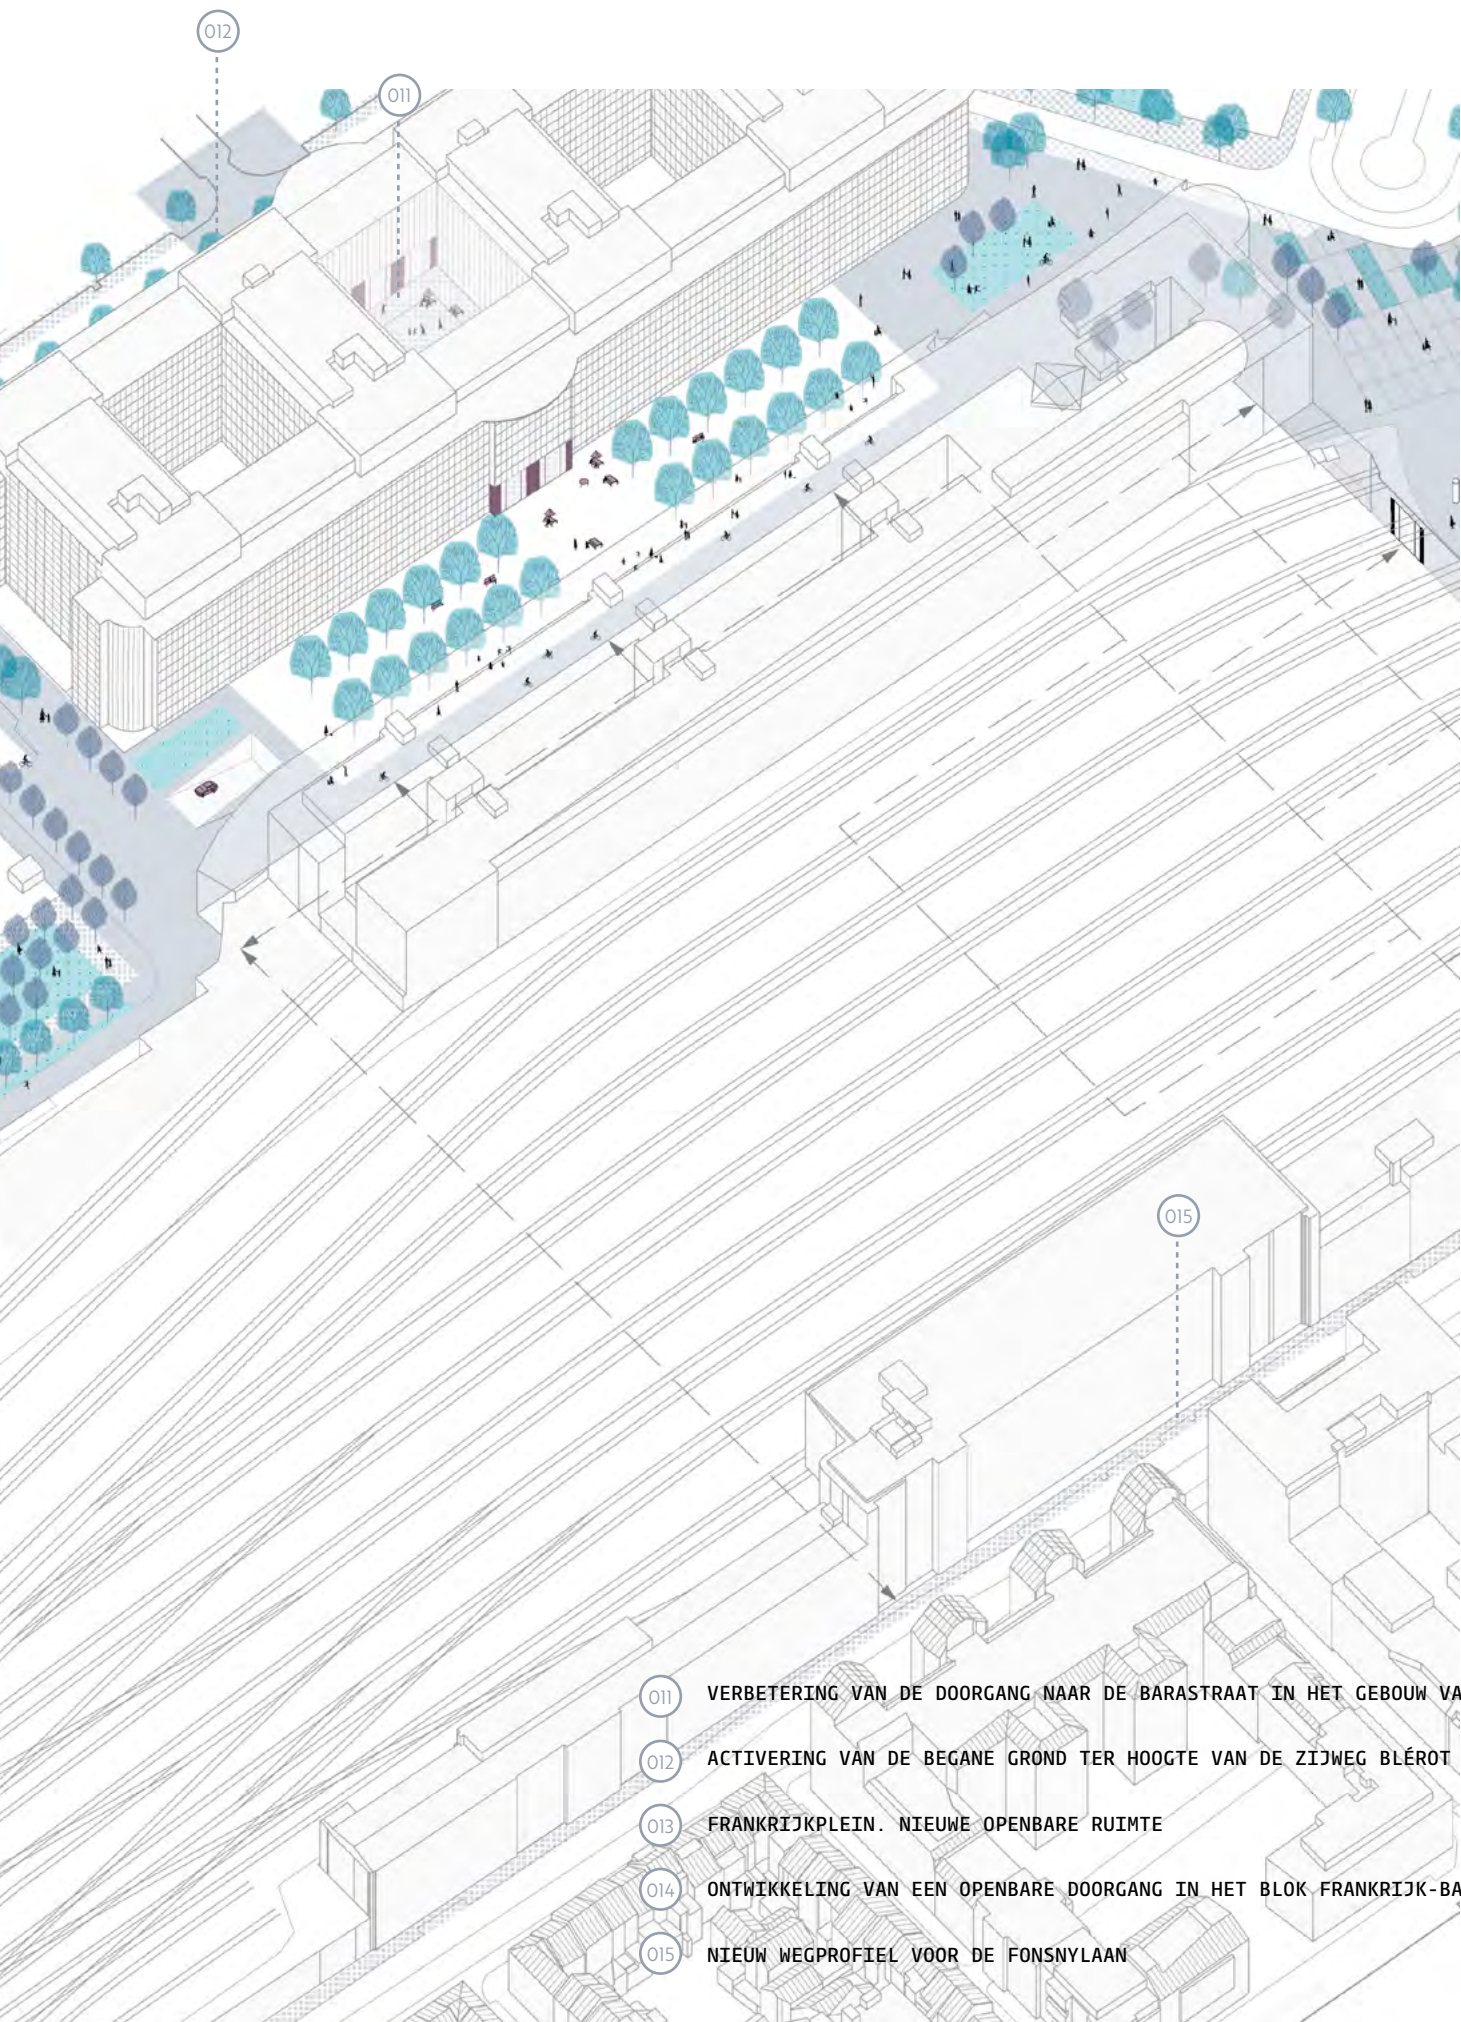 012
011
015
011 VERBETERING VAN DE DOORGANG NAAR DE BARASTRAAT IN HET GEBOUW VA
012 ACTIVERING VAN DE BEGANE GROND TER HOOGTE VAN DE ZIJWEG BLÉROT
013 FRANKRIJKPLEIN. NIEUWE OPENBARE RUIMTE
014 ONTWIKKELING VAN EEN OPENBARE DOORGANG IN HET BLOK FRANKRIJK-BA
015 NIEUW WEGPROFIEL VOOR DE FONSNYLAAN